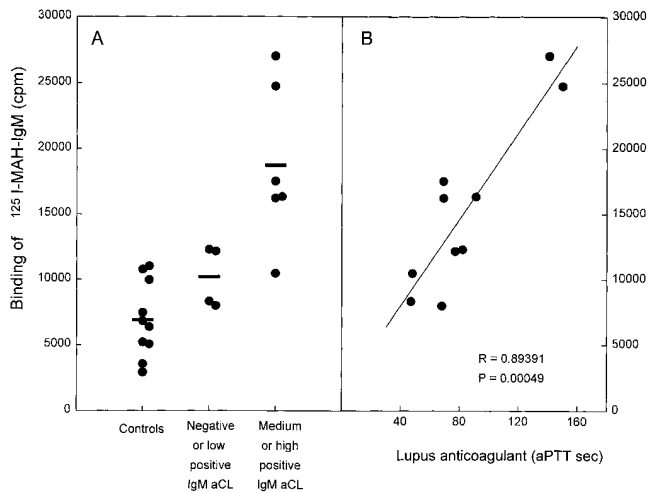 A
B
30000
25000
20000
15000
10000
5000
0
Binding of 125 I-MAH-IgM (cpm)
Controls
Negative
or low
positive
IgM aCL
Medium
or high
positive
IgM aCL
R = 0.89391
P = 0.00049
40 80 120 160
Lupus anticoagulant (aPTT sec)
30000
25000
20000
15000
10000
5000
0